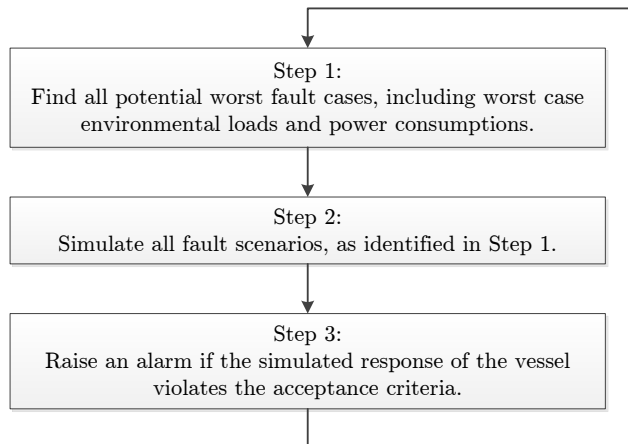 Step 1:
Find all potential worst fault cases, including worst case
environmental loads and power consumptions.
Step 2:
Simulate all fault scenarios, as identified in Step 1.
Step 3:
Raise an alarm if the simulated response of the vessel
violates the acceptance criteria.